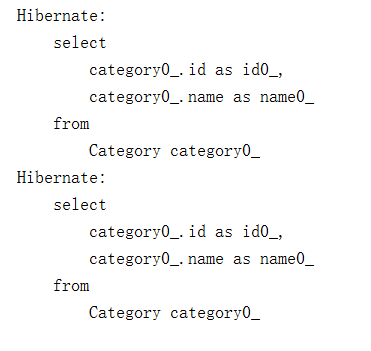 Hibernate:
    select
        category0_.id as id0_,
        category0_.name as name0_
    from
        Category category0_
Hibernate:
    select
        category0_.id as id0_,
        category0_.name as name0_
    from
        Category category0_